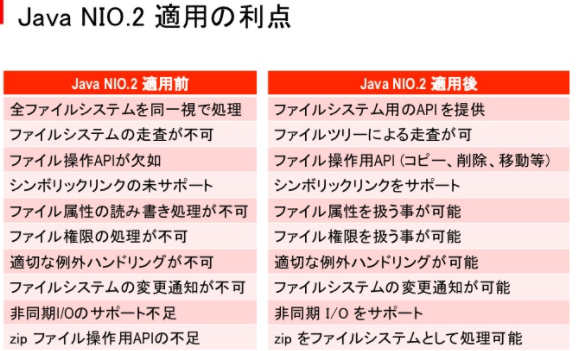 Java NIO.2 適用の利点
Java NIO.2 適用前
Java NIO.2 適用後
全ファイルシステムを同一視で処理
ファイルシステム用のAPIを提供
ファイルシステムの走査が不可
ファイルツリーによる走査が可
ファイル操作APIが欠如
ファイル操作用API (コピー、削除、移動等)
シンボリックリンクの未サポート
シンボリックリンクをサポート
ファイル属性の読み書き処理が不可
ファイル属性を扱う事が可能
ファイル権限の処理が不可
ファイル権限を扱う事が可能
適切な例外ハンドリングが不可
適切な例外ハンドリングが可能
ファイルシステムの変更通知が不可
ファイルシステムの変更通知が可能
非同期I/Oのサポート不足
非同期 I/O をサポート
zip ファイル操作用APIの不足
zip をファイルシステムとして処理可能